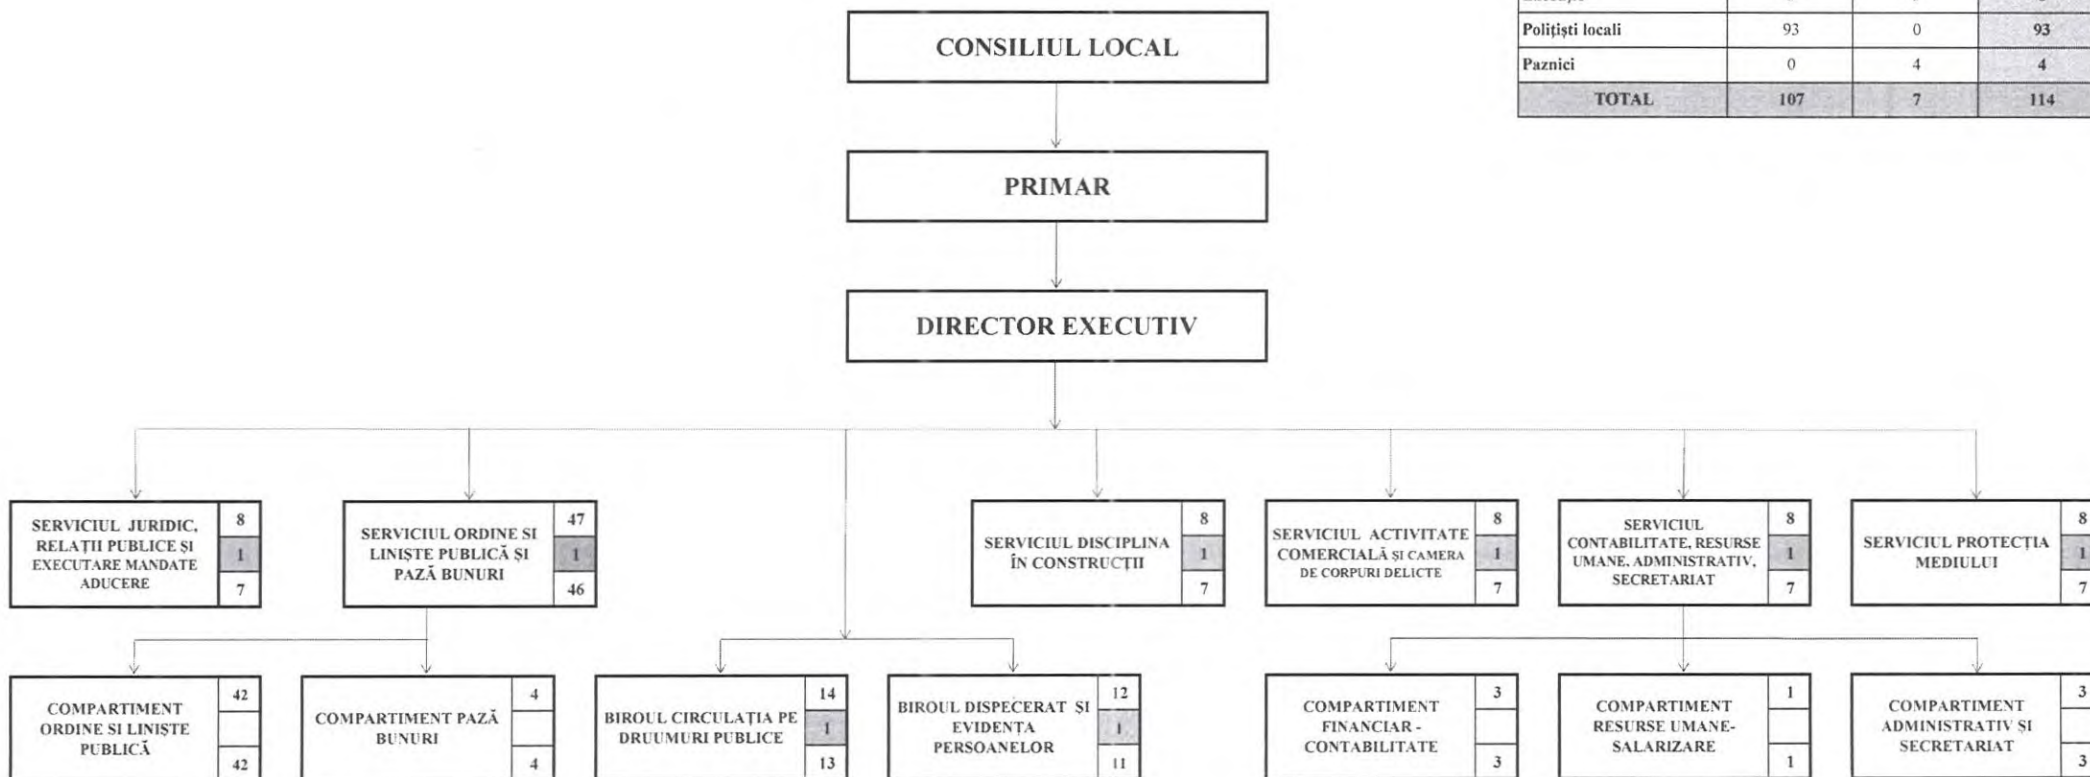 CONSILIUL LOCAL
Polițiști locali 93 0 93
Paznici 0 4 4
TOTAL 107 7 114
PRIMAR
DIRECTOR EXECUTIV
SERVICIUL JURIDIC,
RELAȚII PUBLICE ȘI
EXECUTARE MANDATE
ADUCERE
8
1
7
SERVICIUL ORDINE SI
LINIȘTE PUBLICĂ ȘI
PAZĂ BUNURI
47
1
46
SERVICIUL DISCIPLINA
ÎN CONSTRUCȚII
8
1
7
SERVICIUL ACTIVITATE
COMERCIALĂ ȘI CAMERA
DE CORPURI DELICTE
8
1
7
SERVICIUL
CONTABILITATE, RESURSE
UMANE, ADMINISTRATIV,
SECRETARIAT
8
1
7
SERVICIUL PROTECȚIA
MEDIULUI
8
1
7
COMPARTIMENT
ORDINE SI LINIȘTE
PUBLICĂ
42
42
COMPARTIMENT PAZĂ
BUNURI
4
4
BIROUL CIRCULAȚIA PE
DRUUMURI PUBLICE
14
1
13
BIROUL DISPECERAT ȘI
EVIDENȚA
PERSOANELOR
12
1
11
COMPARTIMENT
FINANCIAR -
CONTABILITATE
3
3
COMPARTIMENT
RESURSE UMANE-
SALARIZARE
1
1
COMPARTIMENT
ADMINISTRATIV ȘI
SECRETARIAT
3
3